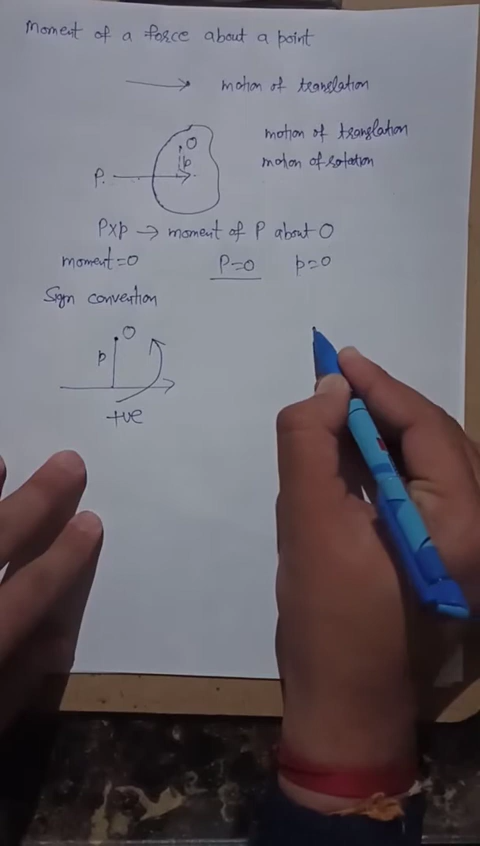 Moment of a force about a point
motion of translation
motion of translation
motion of rotation
O
p
P
P×p → moment of P about O
moment=0 P=0 p=0
Sign convention
O
p
+ve